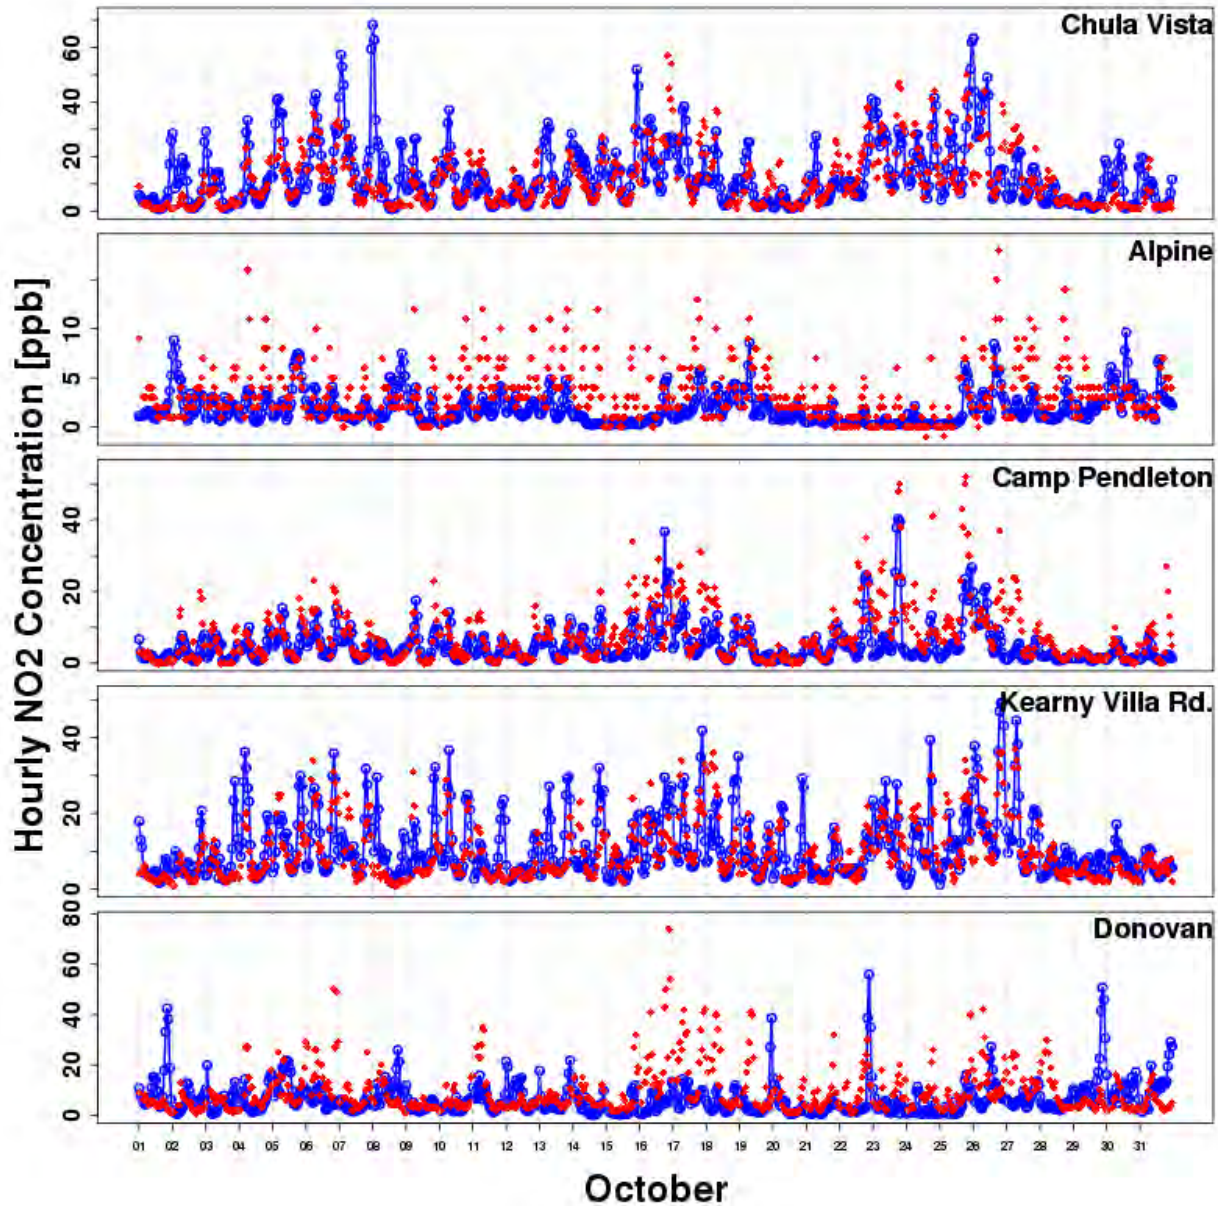 Chula Vista
0 20 40 60
Alpine
0 5 10
Camp Pendleton
0 20 40
Kearny Villa Rd.
0 20 40
Donovan
0 20 40 60 80
01 02 03 04 05 06 07 08 09 10 11 12 13 14 15 16 17 18 19 20 21 22 23 24 25 26 27 28 29 30 31
October
Hourly NO2 Concentration [ppb]